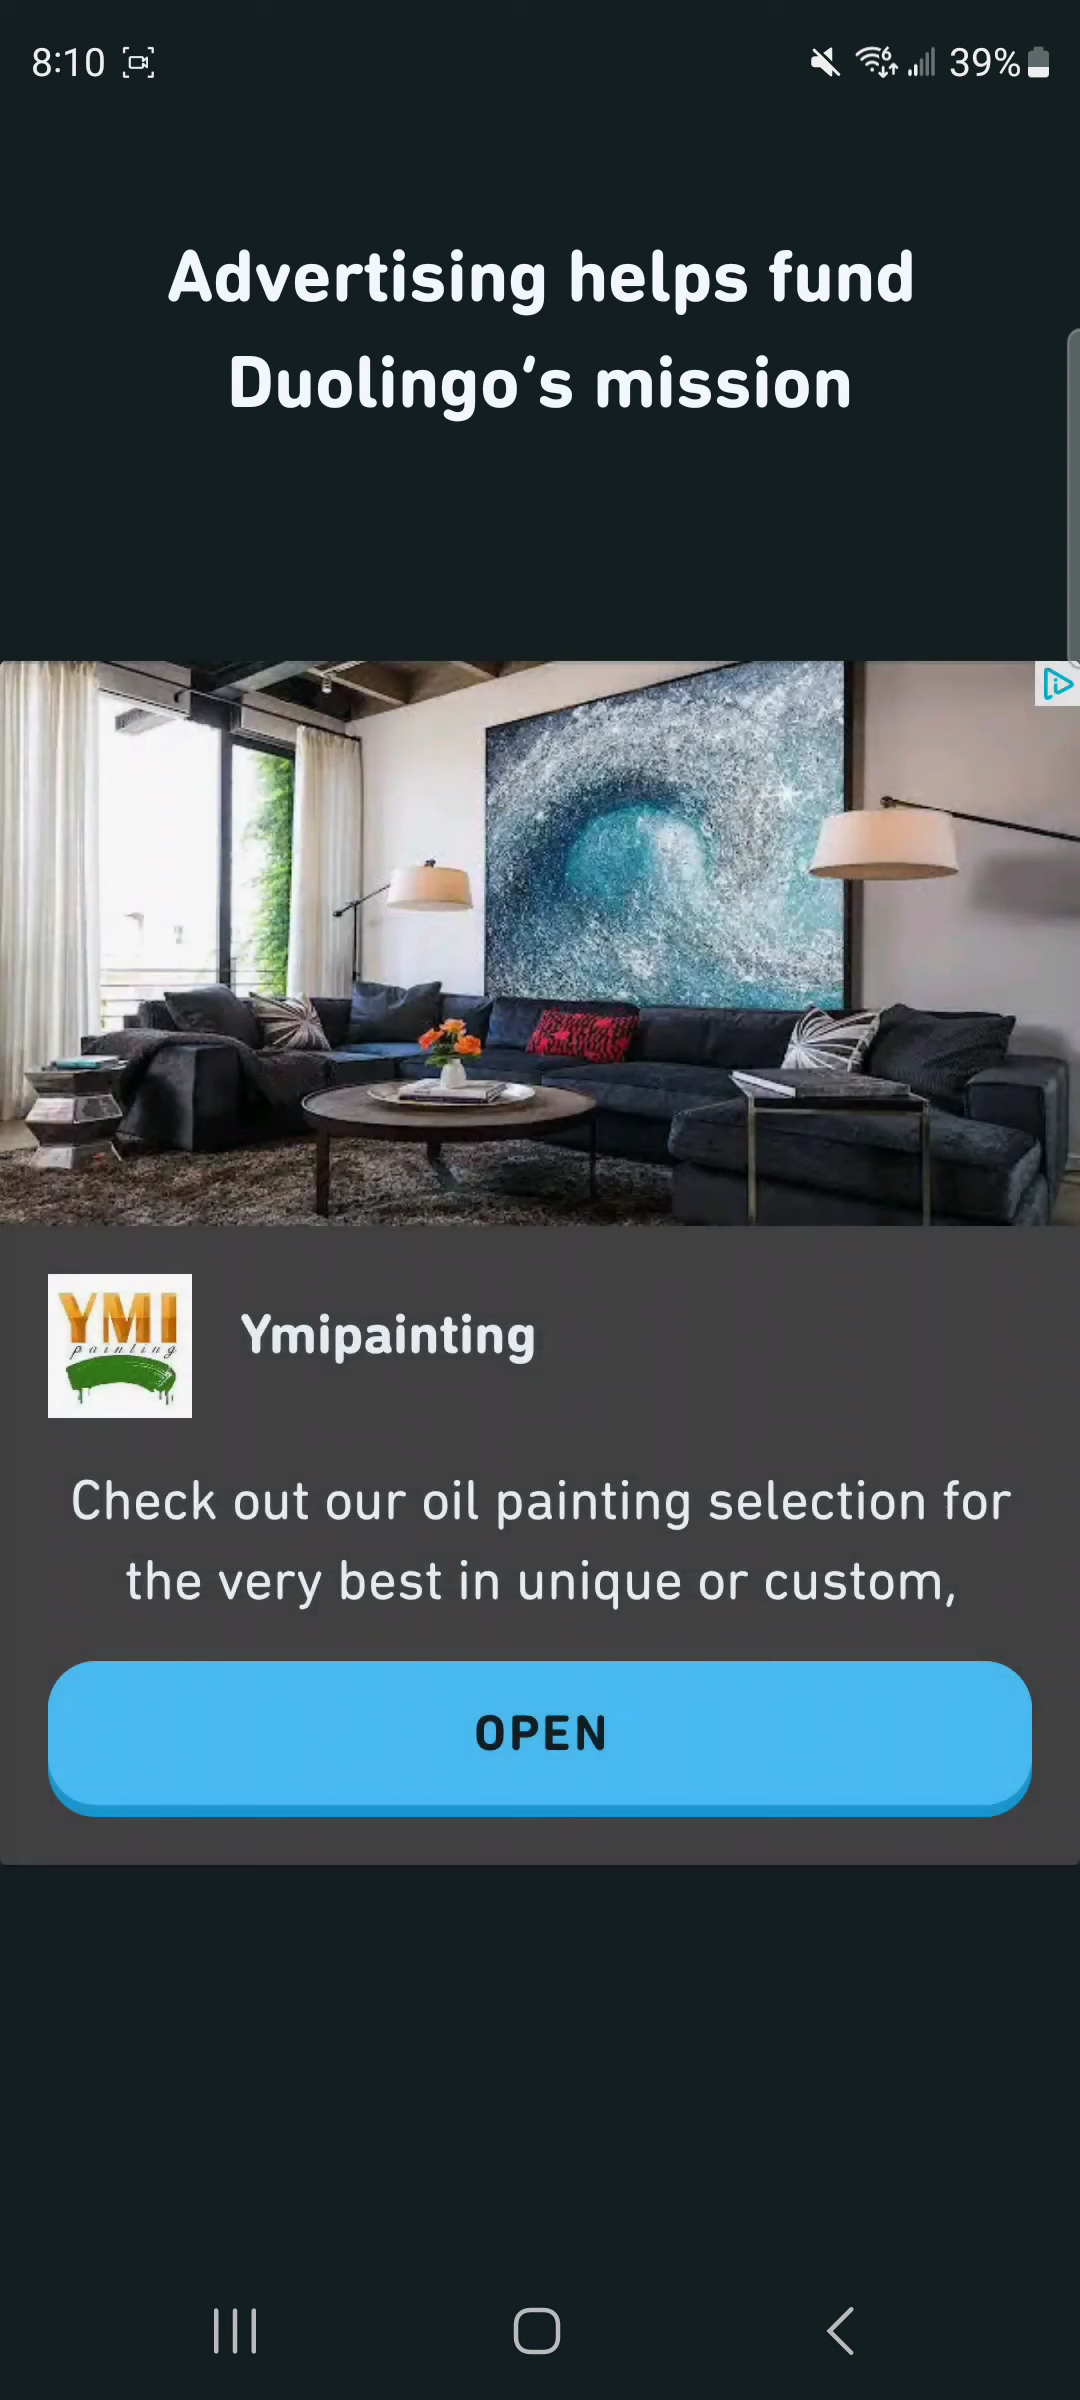 8:10
6
39%
Advertising helps fund
Duolingo's mission
YMI
painting
Ymipainting
Check out our oil painting selection for
the very best in unique or custom,
OPEN